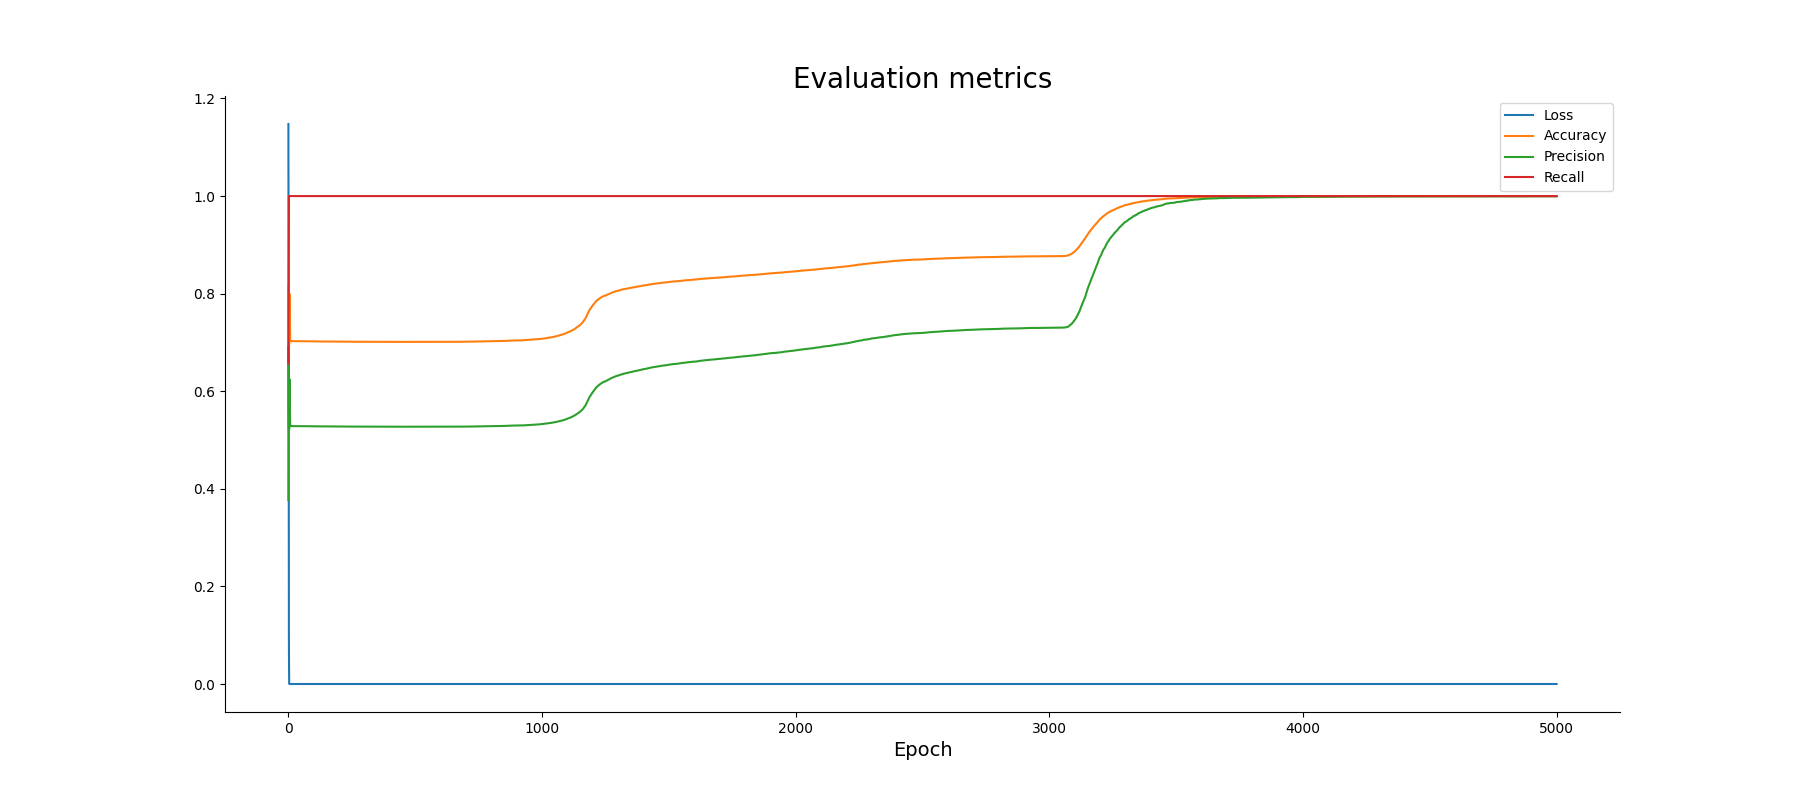 Evaluation metrics
1.2
1.0
0.8
0.6
0.4
0.2
0.0
Loss
Accuracy
Precision
Recall
0 1000 2000 3000 4000 5000
Epoch